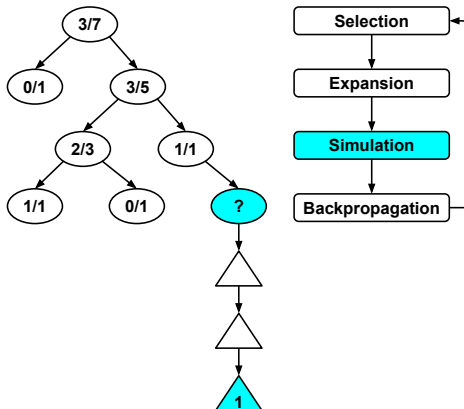 3/7
0/1
3/5
2/3
1/1
1/1
0/1
?
1
Selection
Expansion
Simulation
Backpropagation